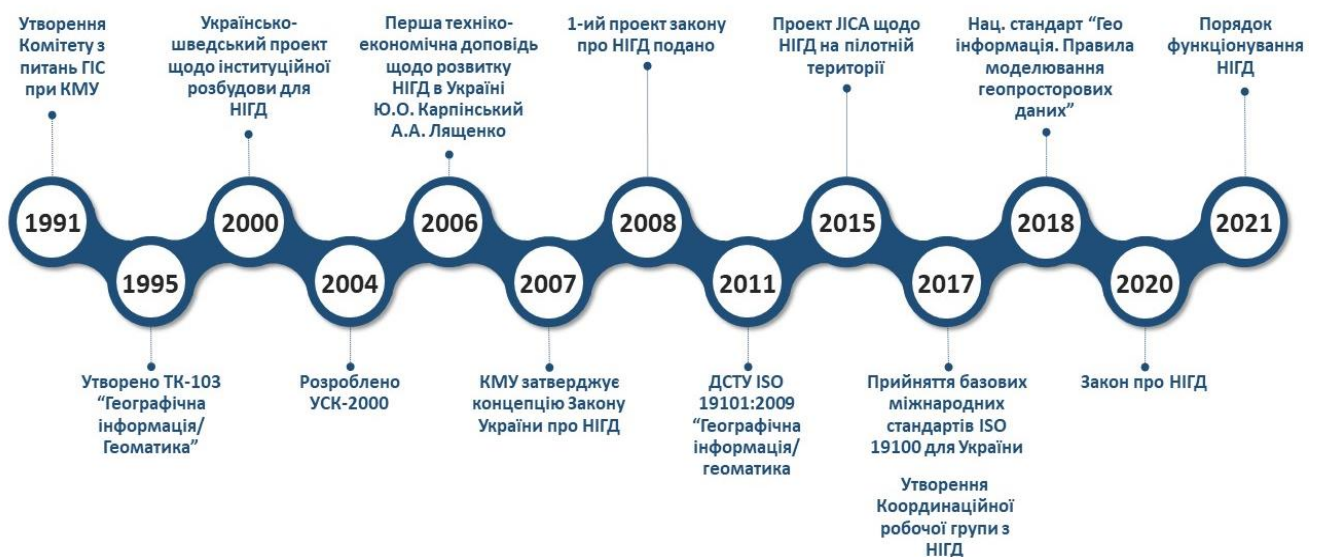 Утворення
Комітету з
питань ГІС
при КМУ
Українсько-
шведський проект
щодо інституційної
розбудови для
НІГД
Перша техніко-
економічна доповідь
щодо розвитку
НІГД в Україні
Ю.О. Карпінський
А.А. Лященко
1-ий проект закону
про НІГД подано
Проект JICA щодо
НІГД на пілотній
території
Нац. стандарт “Гео
інформація. Правила
моделювання
геопросторових
даних”
Порядок
функціонування
НІГД
1991
1995
2000
2004
2006
2007
2008
2011
2015
2017
2018
2020
2021
Утворено ТК-103
“Географічна
інформація/
Геоматика”
Розроблено
УСК-2000
КМУ затверджує
концепцію Закону
України про НІГД
ДСТУ ISO
19101:2009
“Географічна
інформація/
геоматика
Прийняття базових
міжнародних
стандартів ISO
19100 для України
Утворення
Координаційної
робочої групи з
НІГД
Закон про НІГД